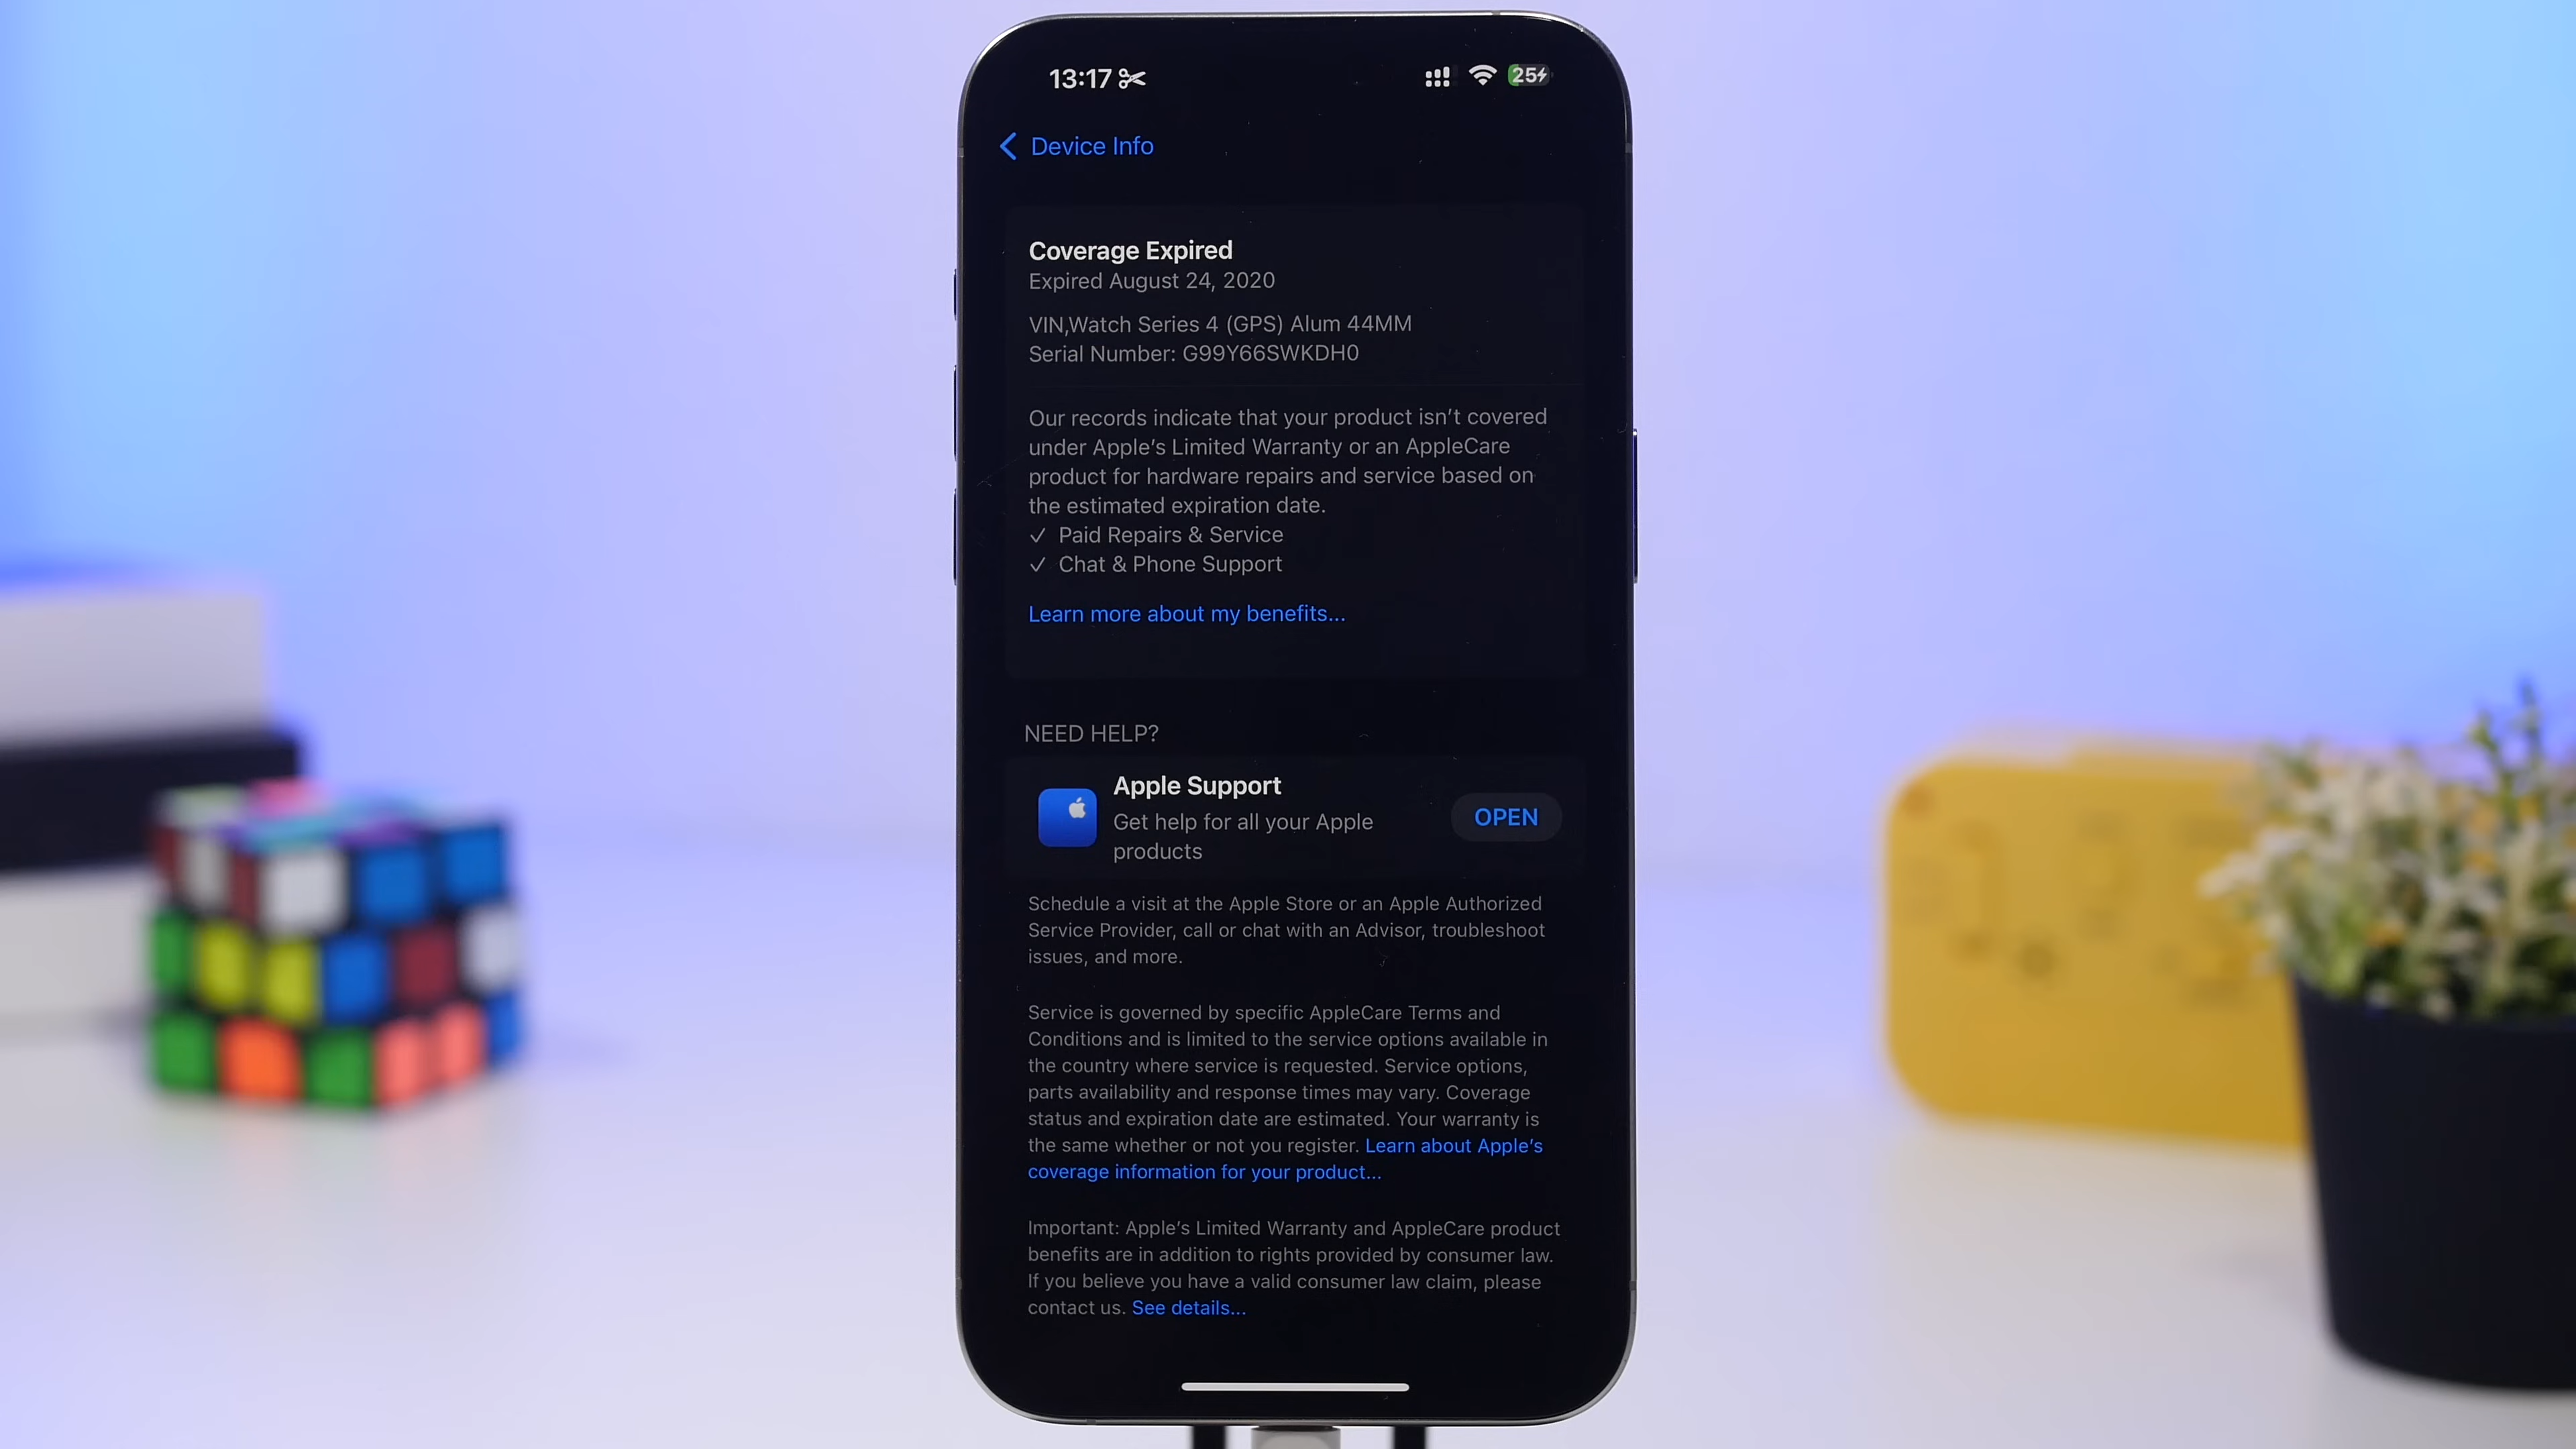 13:17
25
Device Info
Coverage Expired
Expired August 24, 2020
VIN,Watch Series 4 (GPS) Alum 44MM
Serial Number: G99Y66SWKDH0
Our records indicate that your product isn’t covered
under Apple’s Limited Warranty or an AppleCare
product for hardware repairs and service based on
the estimated expiration date.
✓ Paid Repairs & Service
✓ Chat & Phone Support
Learn more about my benefits...
NEED HELP?
Apple Support
Get help for all your Apple
products
OPEN
Schedule a visit at the Apple Store or an Apple Authorized
Service Provider, call or chat with an Advisor, troubleshoot
issues, and more.
Service is governed by specific AppleCare Terms and
Conditions and is limited to the service options available in
the country where service is requested. Service options,
parts availability and response times may vary. Coverage
status and expiration date are estimated. Your warranty is
the same whether or not you register. Learn about Apple’s
coverage information for your product...
Important: Apple’s Limited Warranty and AppleCare product
benefits are in addition to rights provided by consumer law.
If you believe you have a valid consumer law claim, please
contact us. See details...